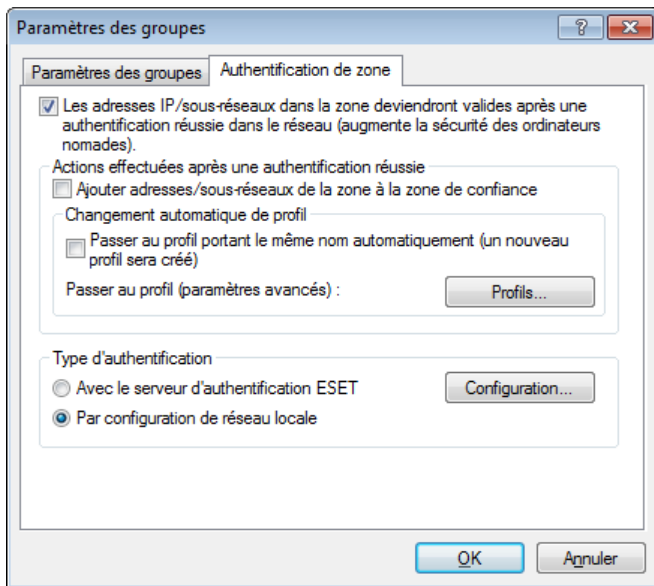 Paramètres des groupes
?
Paramètres des groupes
Authentification de zone
Les adresses IP/sous-réseaux dans la zone deviendront valides après une
authentification réussie dans le réseau (augmente la sécurité des ordinateurs
nomades).
Actions effectuées après une authentification réussie
Ajouter adresses/sous-réseaux de la zone à la zone de confiance
Changement automatique de profil
Passer au profil portant le même nom automatiquement (un nouveau
profil sera créé)
Passer au profil (paramètres avancés) :
Profils...
Type d'authentification
Avec le serveur d'authentification ESET
Configuration...
Par configuration de réseau locale
OK
Annuler